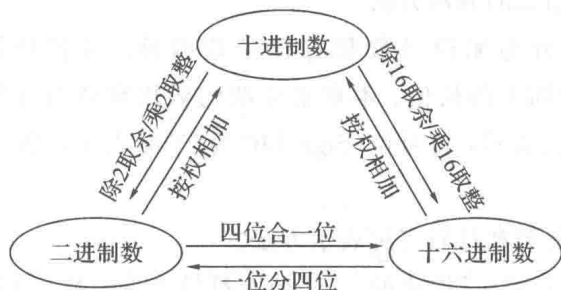 十进制数
除2取余/乘2取整
按权相加
按权相加
除16取余/乘16取整
二进制数
四位合一位
一位分四位
十六进制数